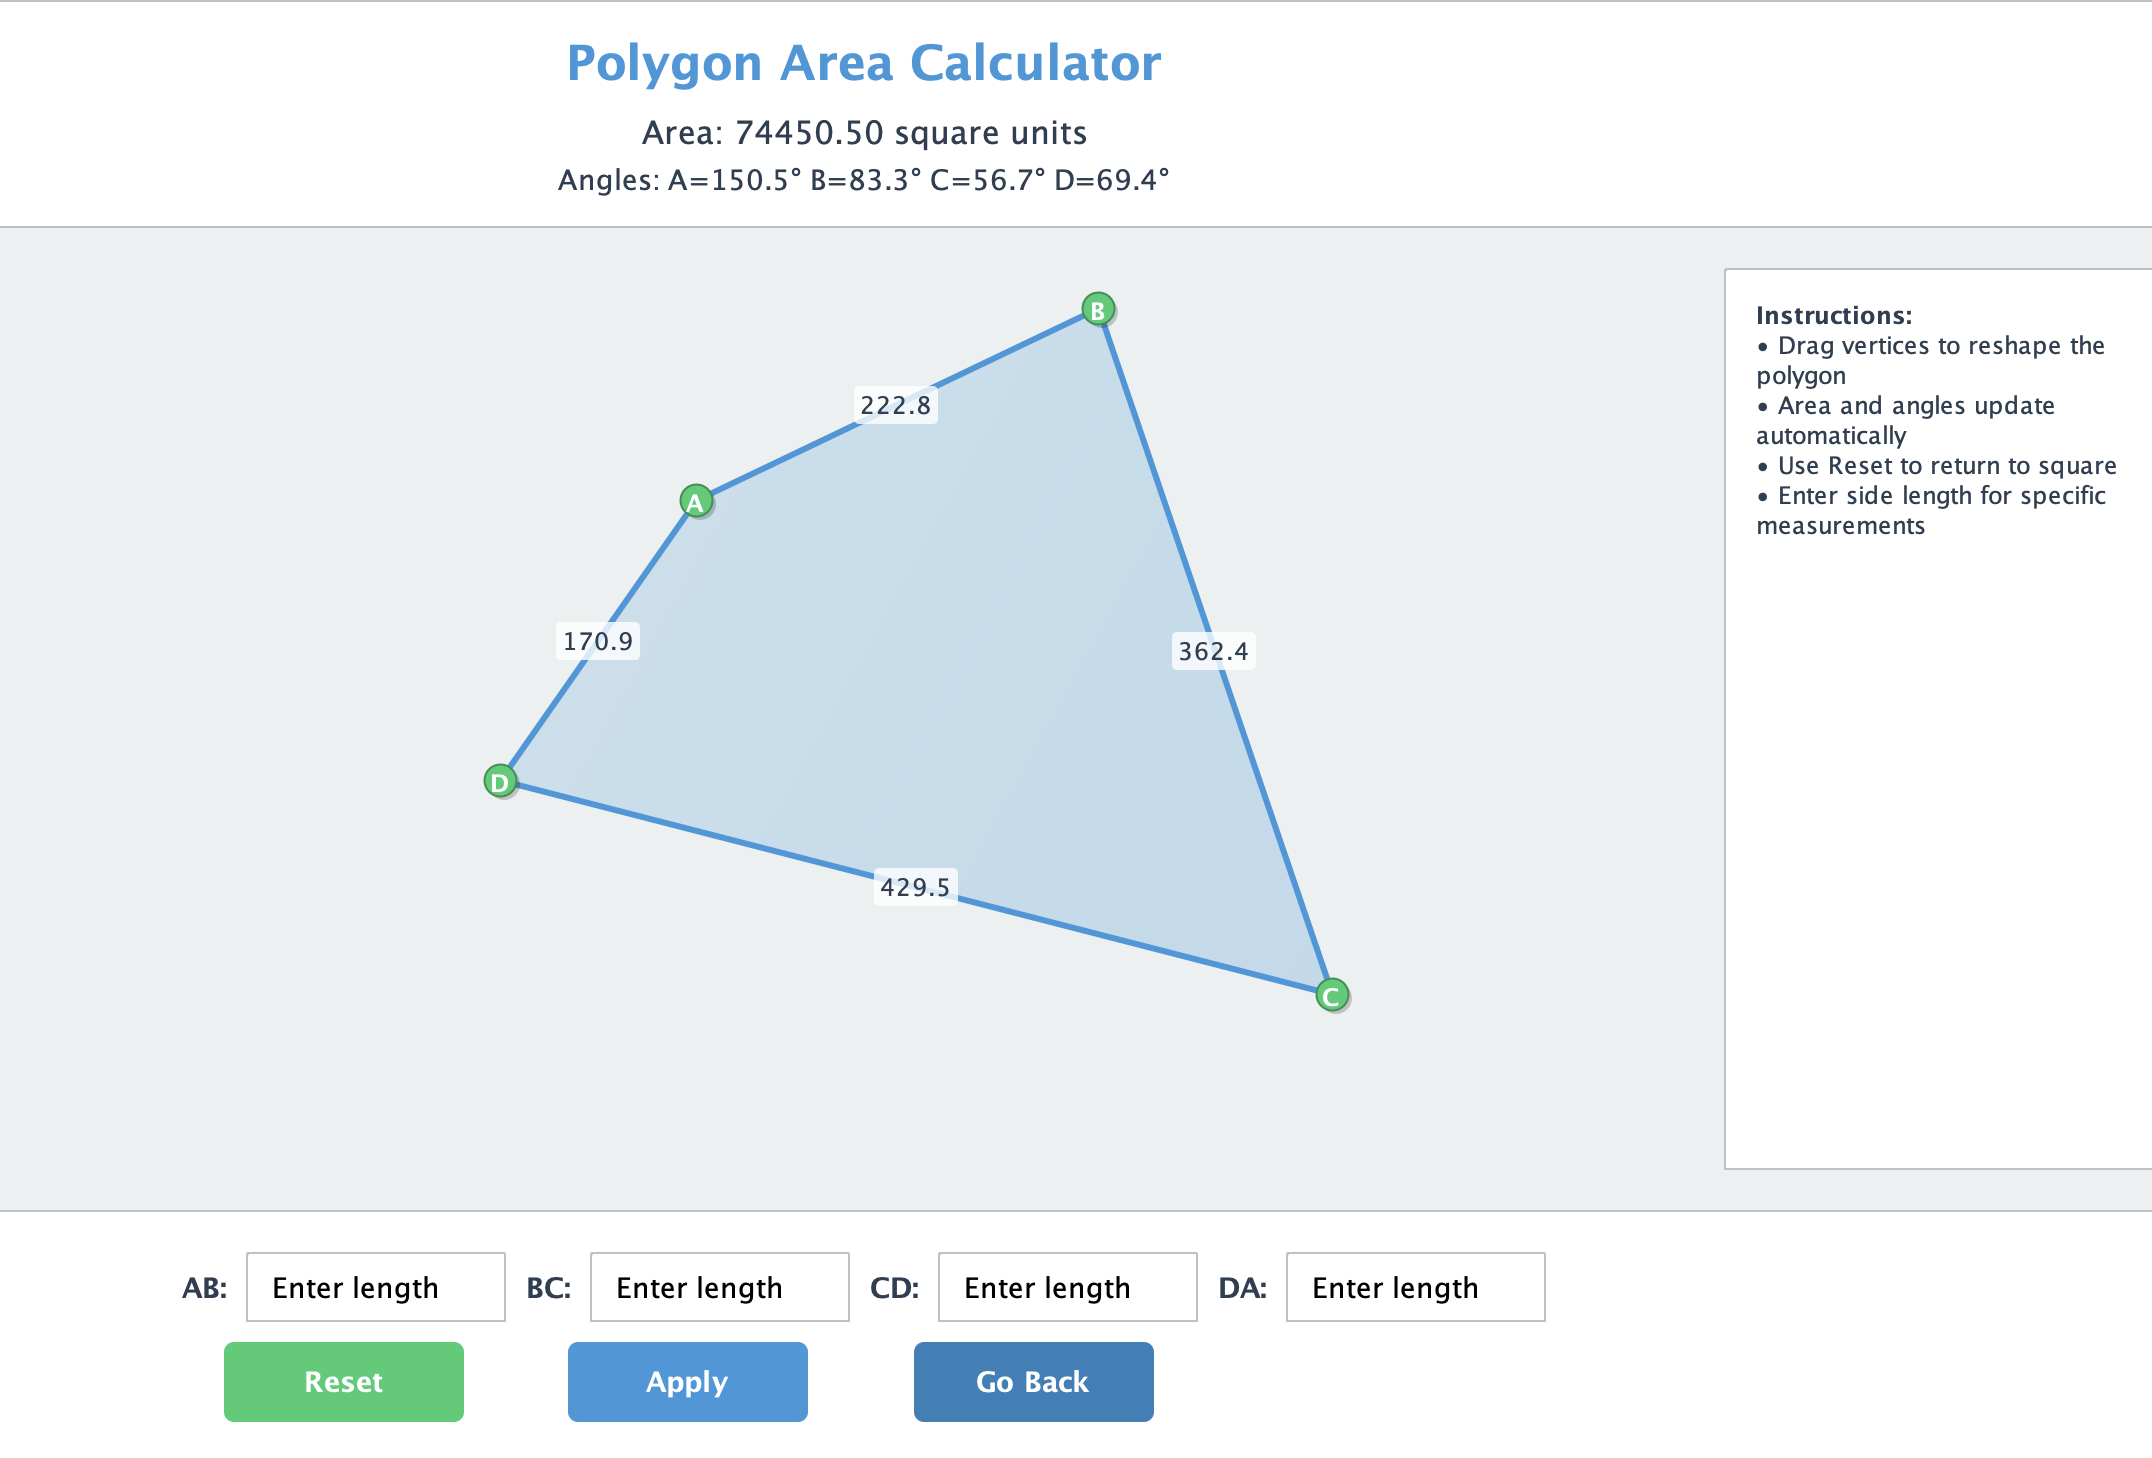 Polygon Area Calculator
Area: 74450.50 square units
Angles: A=150.5° B=83.3° C=56.7° D=69.4°
B
222.8
A
170.9
362.4
D
429.5
C
Instructions:
• Drag vertices to reshape the
polygon
• Area and angles update
automatically
• Use Reset to return to square
• Enter side length for specific
measurements
AB: Enter length BC: Enter length CD: Enter length DA: Enter length
Reset Apply Go Back